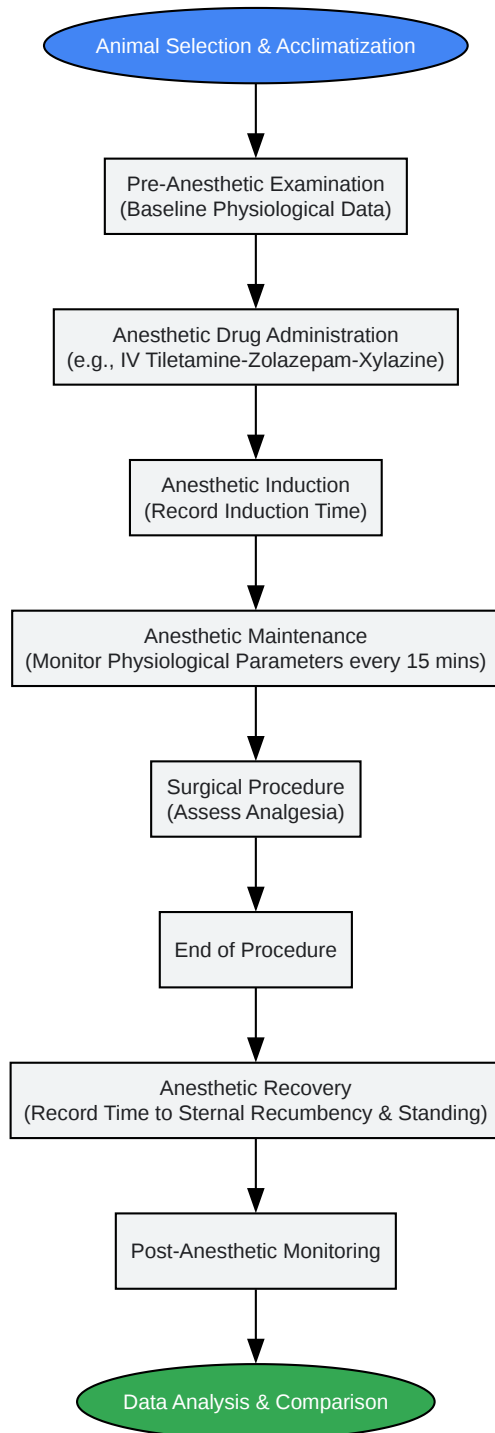 Animal Selection & Acclimatization
Pre-Anesthetic Examination
(Baseline Physiological Data)
Anesthetic Drug Administration
(e.g., IV Tiletamine-Zolazepam-Xylazine)
Anesthetic Induction
(Record Induction Time)
Anesthetic Maintenance
(Monitor Physiological Parameters every 15 mins)
Surgical Procedure
(Assess Analgesia)
End of Procedure
Anesthetic Recovery
(Record Time to Sternal Recumbency & Standing)
Post-Anesthetic Monitoring
Data Analysis & Comparison